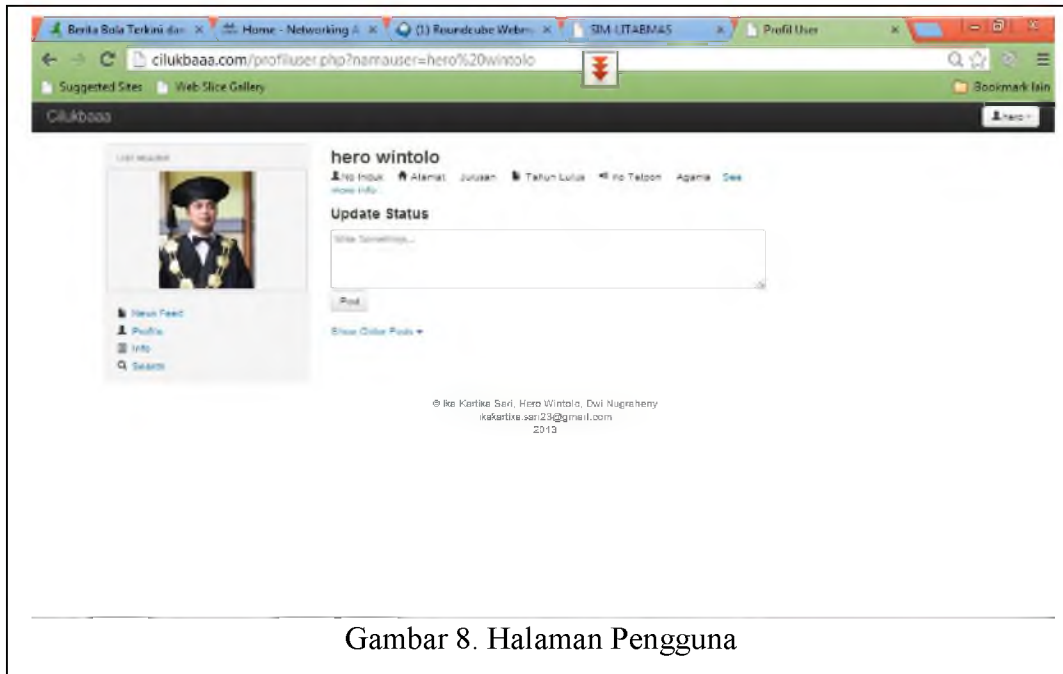 Berita Bola Terkini dan
Home - Networking A
(1) Roundcube Webm
SIM-LITABMAS
Profil User
cilukbaaa.com/profiluser.php?namauser=hero%20wintolo
Suggested Sites
Web Slice Gallery
Bookmark lain
Cilukbaaa
hero
hero wintolo
No Induk Alamat Jurusan Tahun Lulus no Telpon Agama See
more info
Update Status
Write Something...
Post
News Feed
Profile
Info
Search
Show Older Posts
© Ika Kartika Sari, Hero Wintolo, Dwi Nugraheny
ikakartika.sari23@gmail.com
2013
Gambar 8. Halaman Pengguna